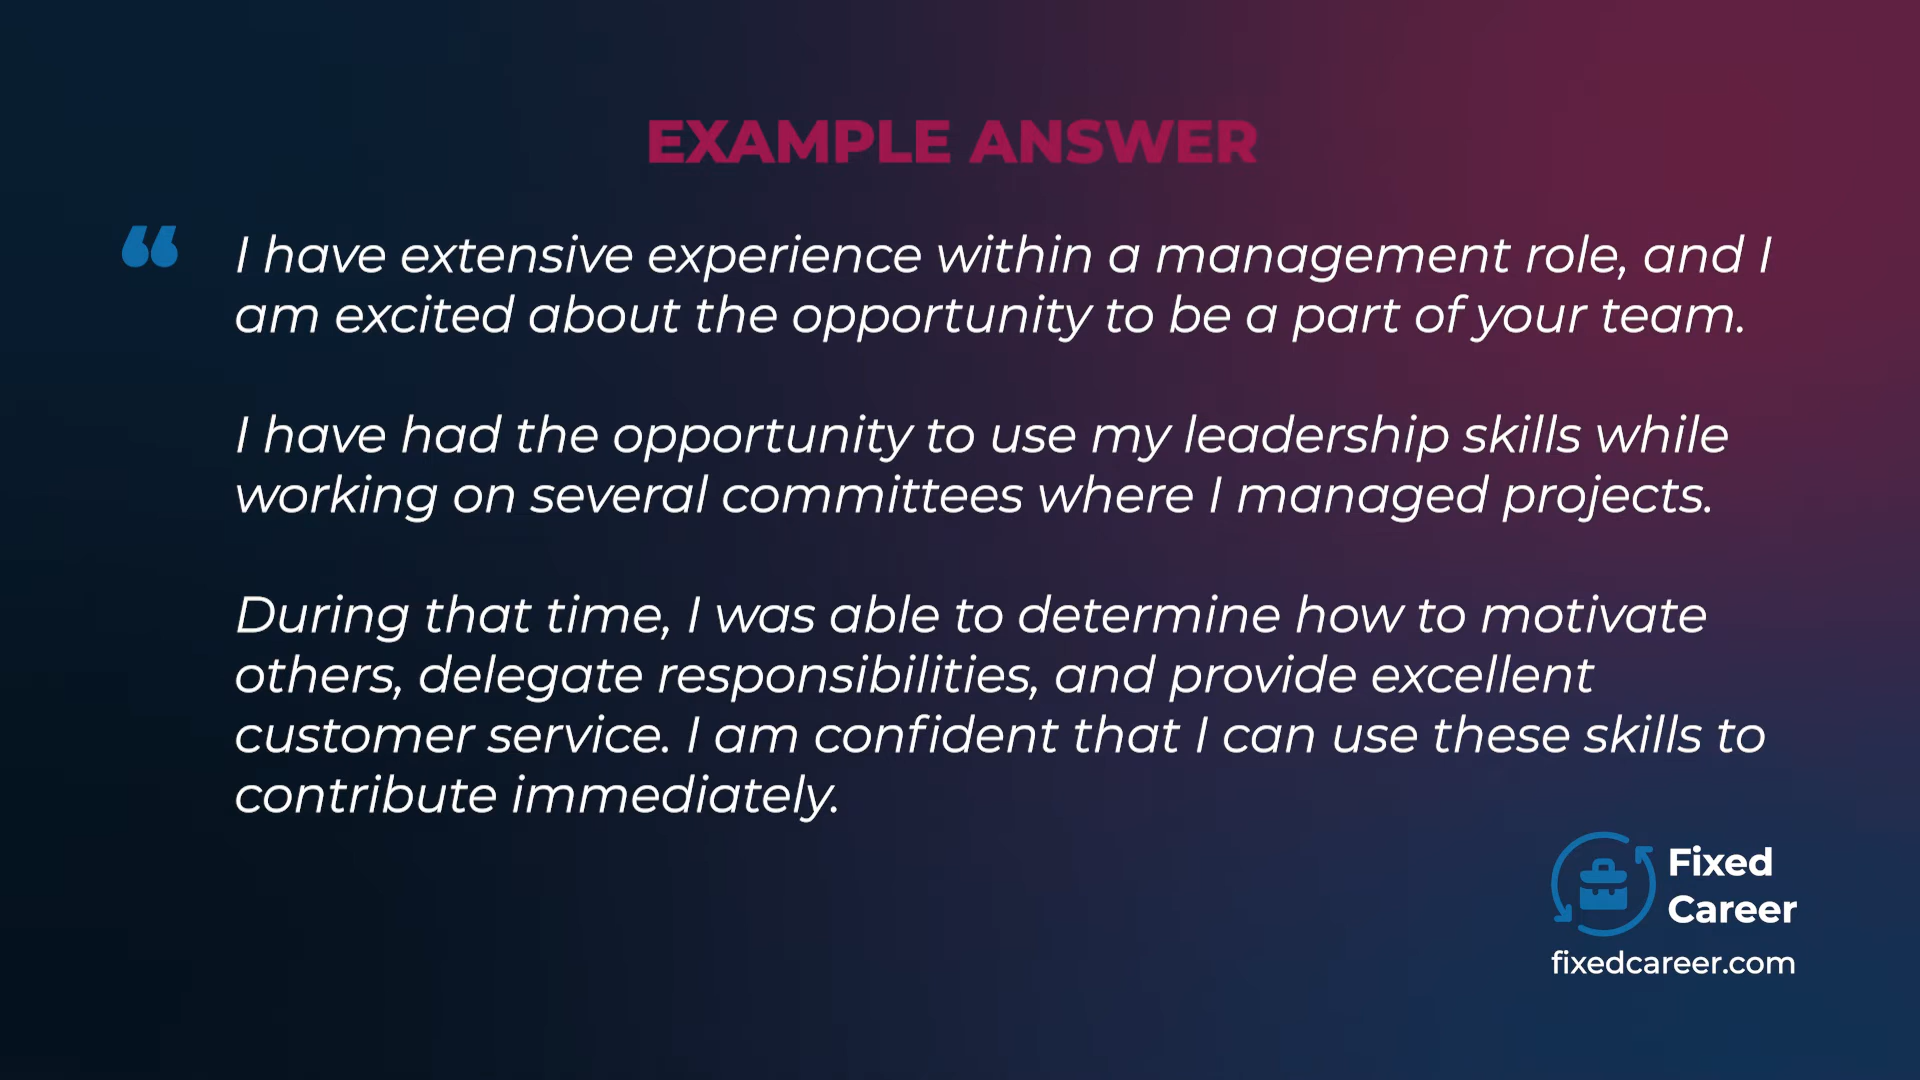 EXAMPLE ANSWER
“ I have extensive experience within a management role, and I
am excited about the opportunity to be a part of your team.
I have had the opportunity to use my leadership skills while
working on several committees where I managed projects.
During that time, I was able to determine how to motivate
others, delegate responsibilities, and provide excellent
customer service. I am confident that I can use these skills to
contribute immediately.
Fixed
Career
fixedcareer.com